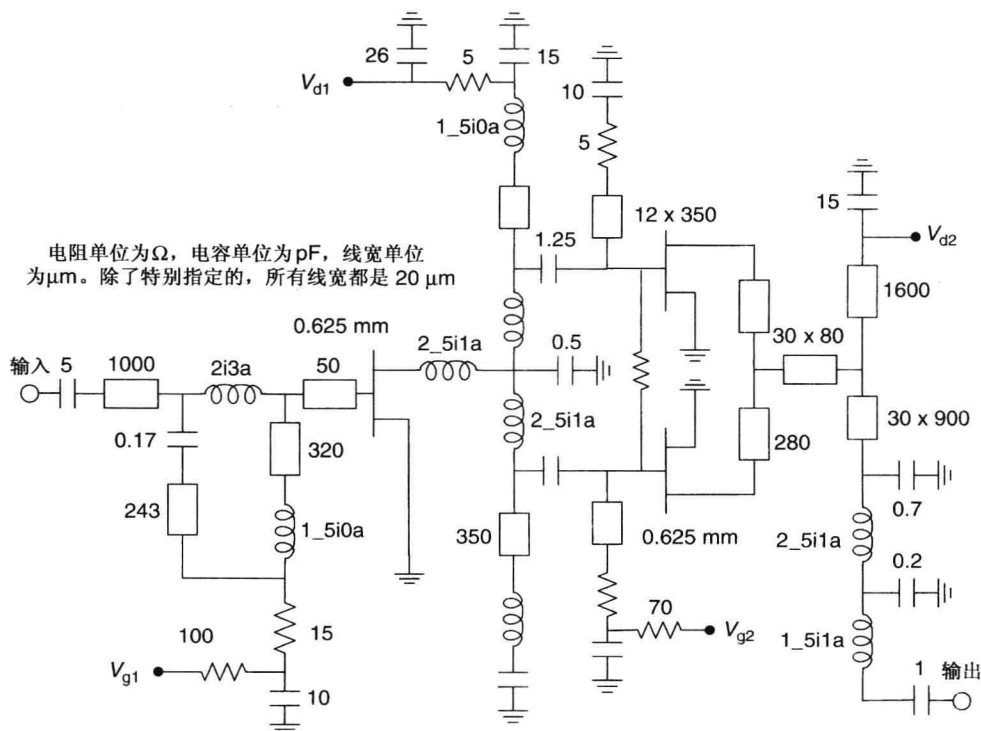 26
5
15
V_d1
1_5i0a
10
5
15
12 x 350
V_d2
电阻单位为Ω，电容单位为pF，线宽单位
为μm。除了特别指定的，所有线宽都是 20 μm
1.25
1600
0.625 mm
2_5i1a
0.5
30 x 80
输入
5
1000
2i3a
50
2_5i1a
30 x 900
0.17
320
280
243
1_5i0a
350
0.625 mm
0.7
2_5i1a
0.2
100
15
70
V_g2
1_5i1a
V_g1
10
1
输出